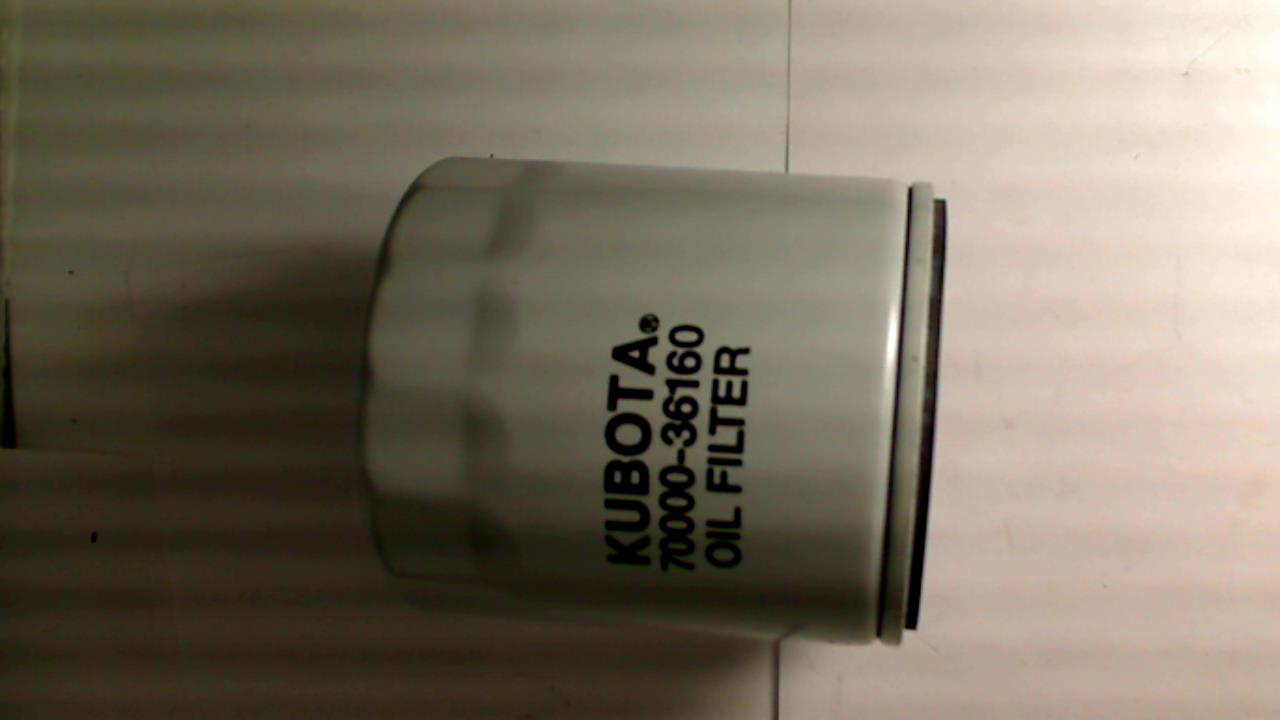 KUBOTA®
70000-36160
OIL FILTER